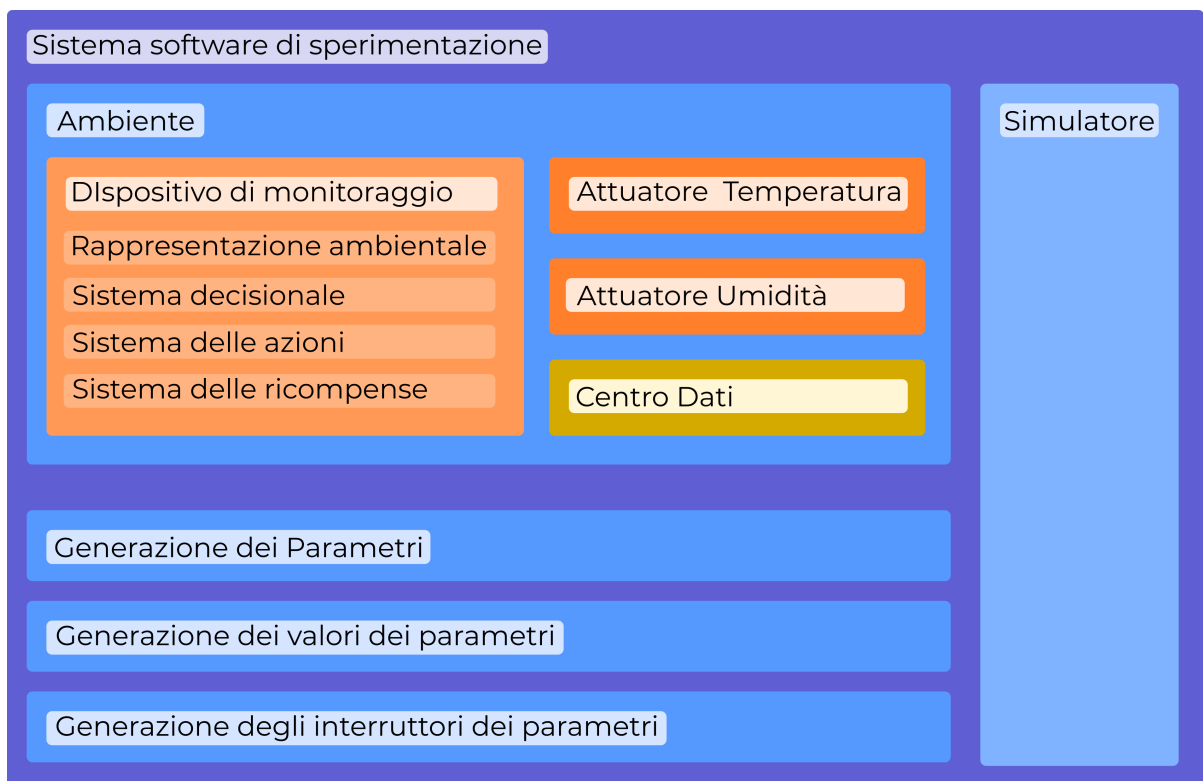 Sistema software di sperimentazione
Ambiente
Simulatore
DIspositivo di monitoraggio
Rappresentazione ambientale
Sistema decisionale
Sistema delle azioni
Sistema delle ricompense
Attuatore Temperatura
Attuatore Umidità
Centro Dati
Generazione dei Parametri
Generazione dei valori dei parametri
Generazione degli interruttori dei parametri